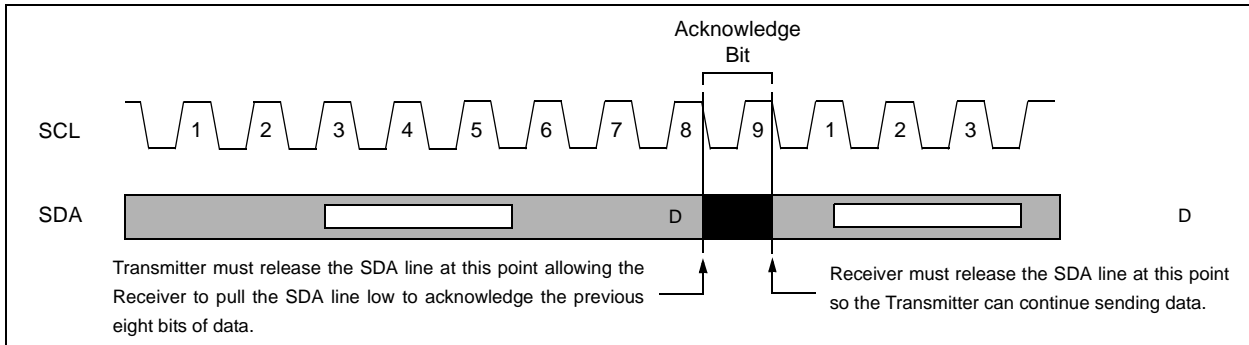 Acknowledge
Bit
SCL 1 2 3 4 5 6 7 8 9 1 2 3
SDA D D
Transmitter must release the SDA line at this point allowing the
Receiver to pull the SDA line low to acknowledge the previous
eight bits of data.
Receiver must release the SDA line at this point
so the Transmitter can continue sending data.